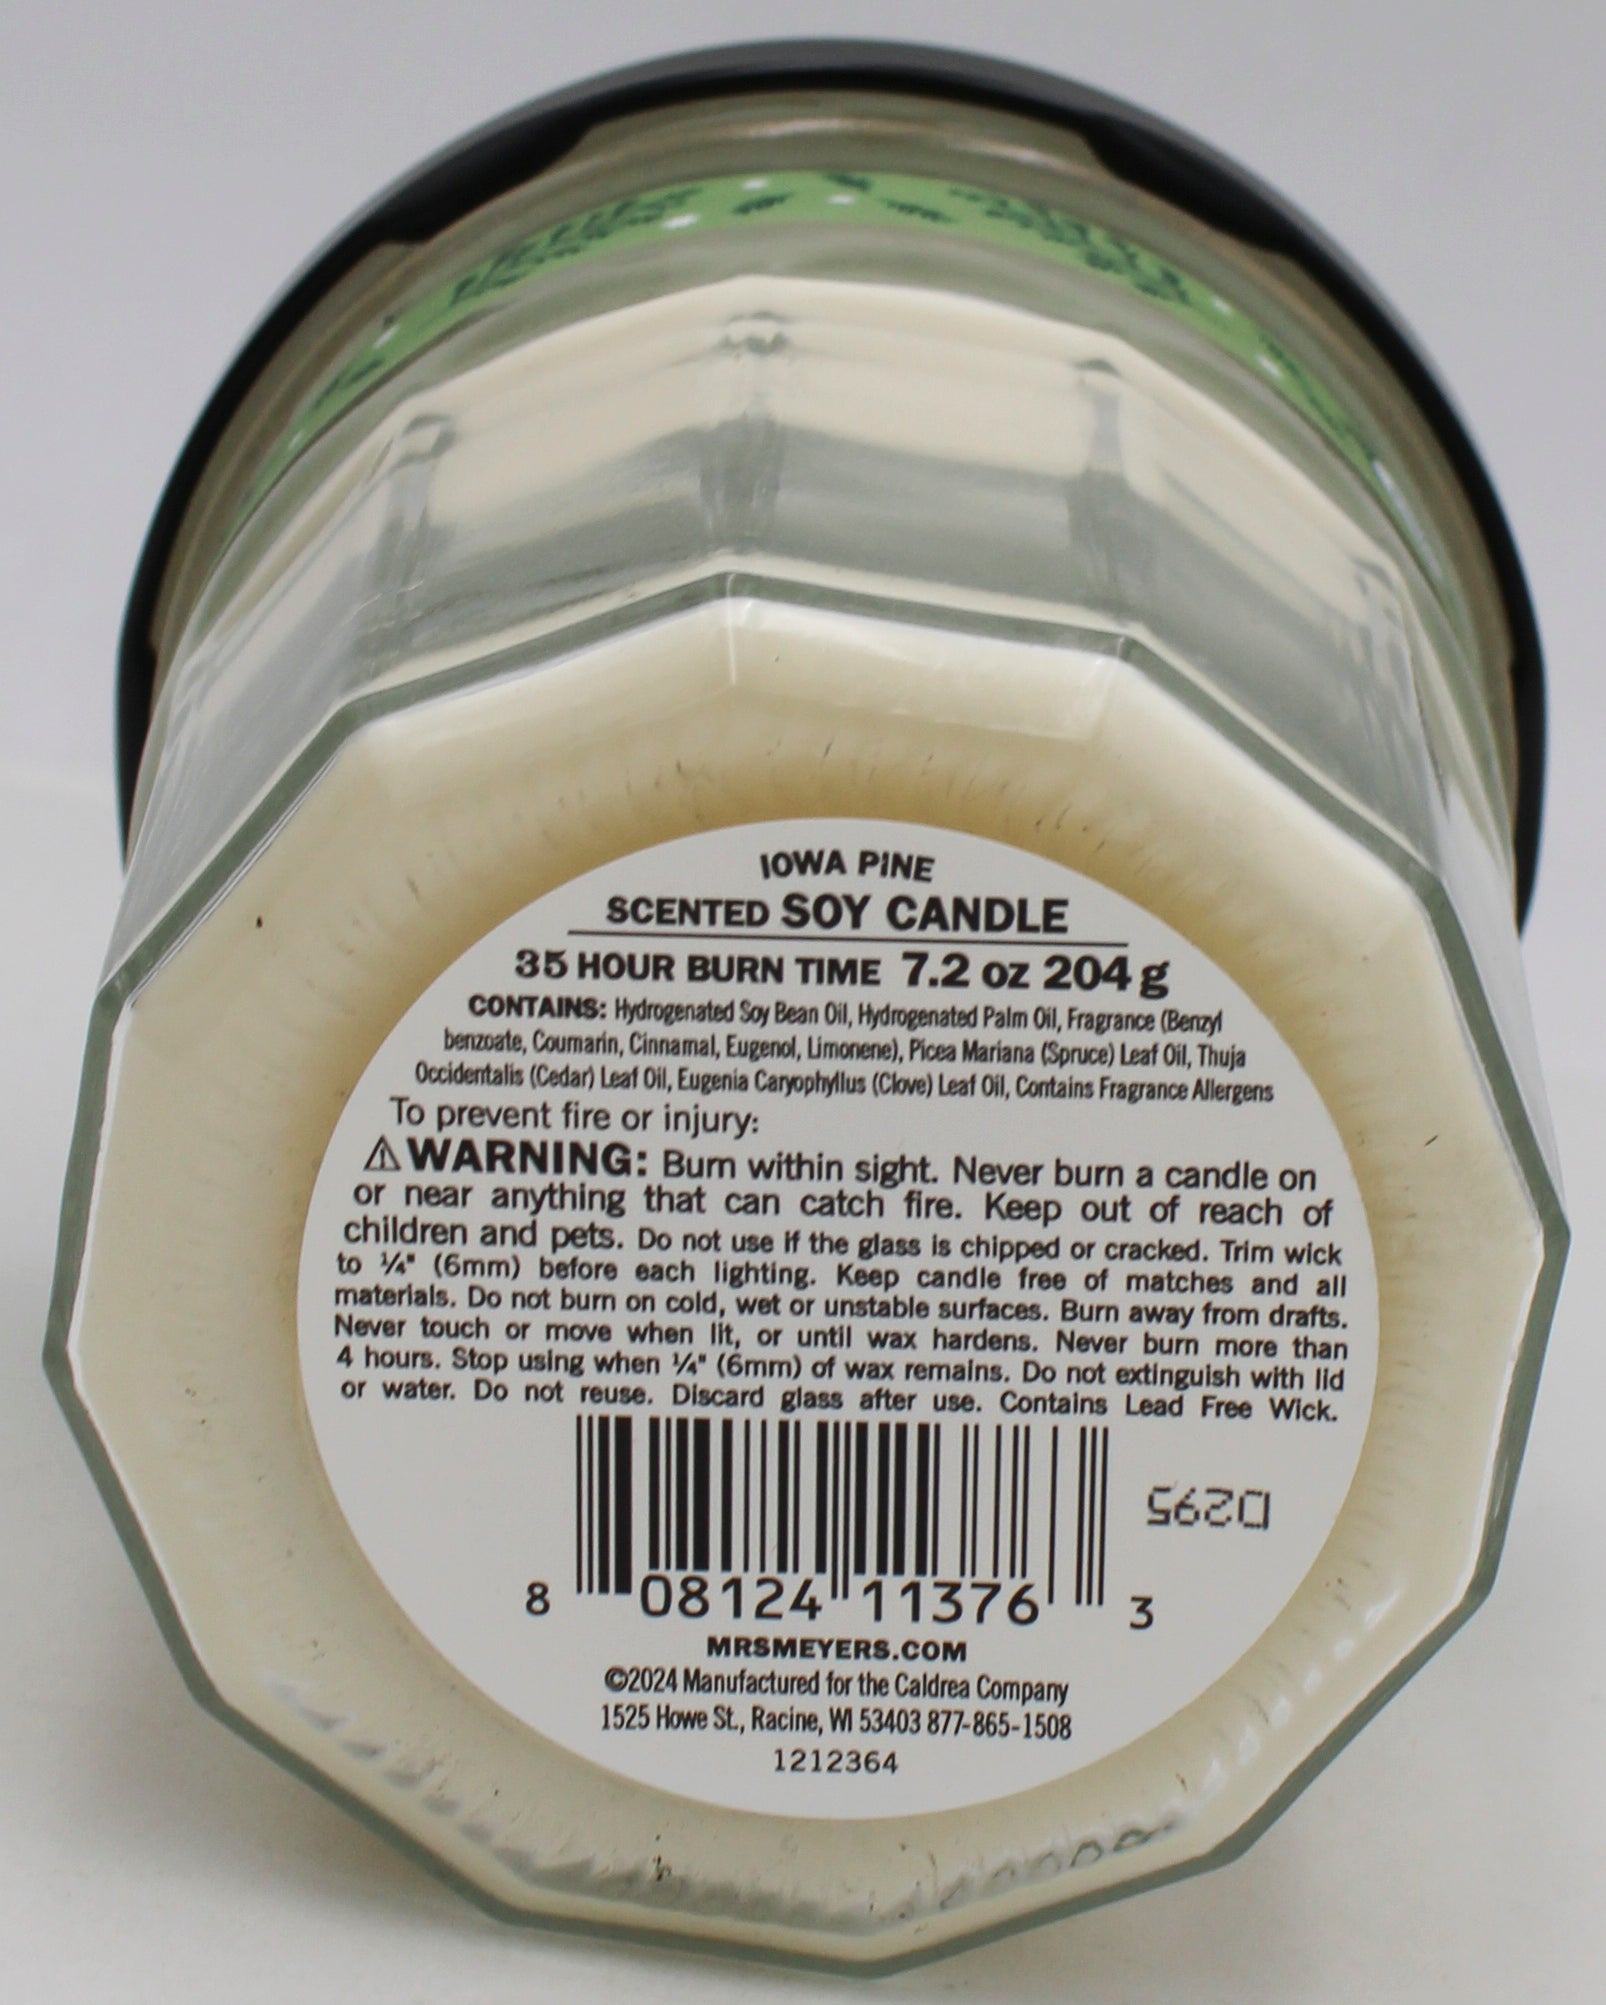 IOWA PINE
SCENTED SOY CANDLE
35 HOUR BURN TIME 7.2 oz 204 g
CONTAINS: Hydrogenated Soy Bean Oil, Hydrogenated Palm Oil, Fragrance (Benzyl
benzoate, Coumarin, Cinnamal, Eugenol, Limonene), Picea Mariana (Spruce) Leaf Oil, Thuja
Occidentalis (Cedar) Leaf Oil, Eugenia Caryophyllus (Clove) Leaf Oil, Contains Fragrance Allergens
To prevent fire or injury:
⚠WARNING: Burn within sight. Never burn a candle on
or near anything that can catch fire. Keep out of reach of
children and pets. Do not use if the glass is chipped or cracked. Trim wick
to ¼" (6mm) before each lighting. Keep candle free of matches and all
materials. Do not burn on cold, wet or unstable surfaces. Burn away from drafts.
Never touch or move when lit, or until wax hardens. Never burn more than
4 hours. Stop using when ¼" (6mm) of wax remains. Do not extinguish with lid
or water. Do not reuse. Discard glass after use. Contains Lead Free Wick.
D295
8 08124 11376 3
MRSMEYERS.COM
©2024 Manufactured for the Caldrea Company
1525 Howe St., Racine, WI 53403 877-865-1508
1212364